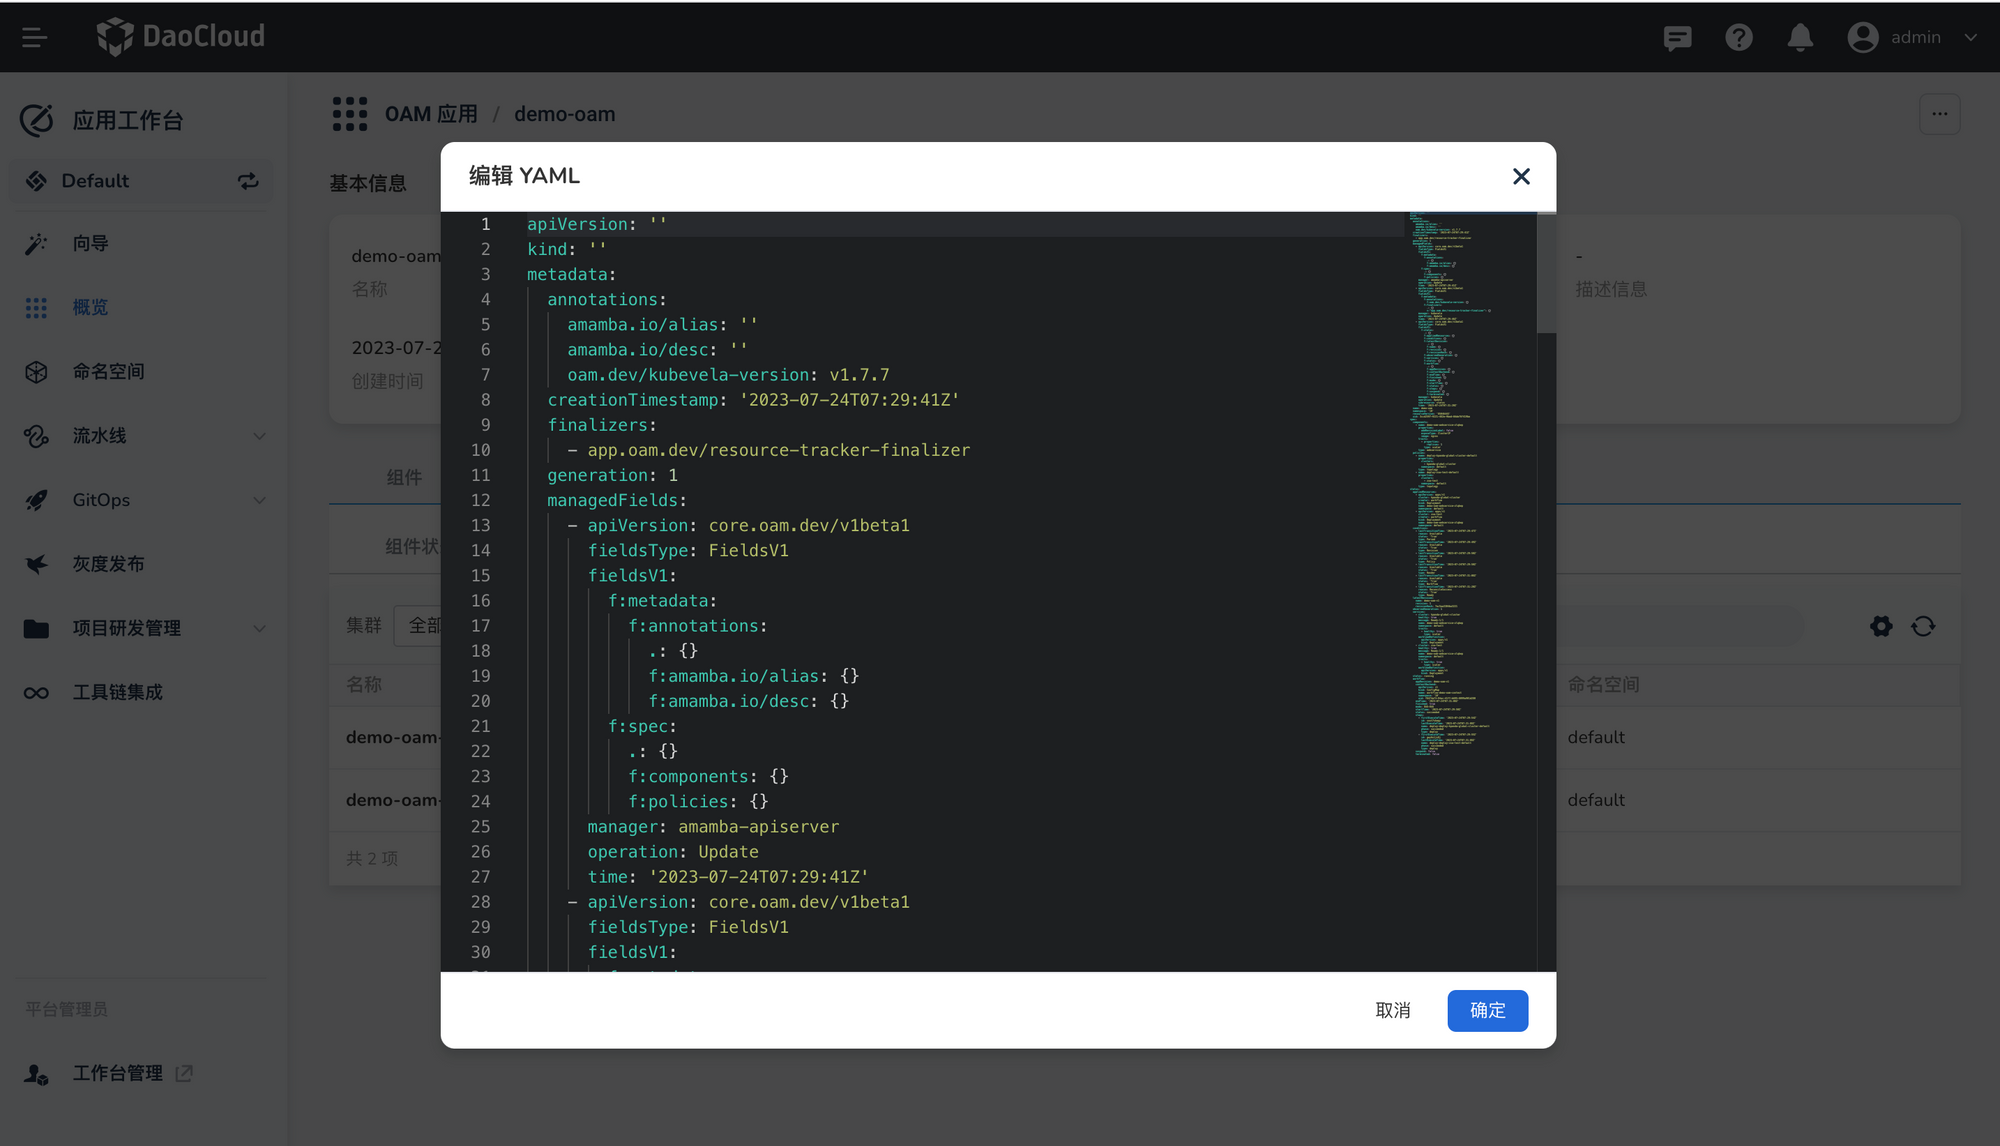 DaoCloud
admin
应用工作台
Default
向导
概览
命名空间
流水线
GitOps
灰度发布
项目研发管理
工具链集成
平台管理员
工作台管理
OAM 应用 / demo-oam
...
基本信息
demo-oam
名称
2023-07-2
创建时间
-
描述信息
组件
组件状
集群 全部
名称
命名空间
demo-oam-
default
demo-oam-
default
共 2 项
编辑 YAML
1 apiVersion: ''
2 kind: ''
3 metadata:
4 annotations:
5 amamba.io/alias: ''
6 amamba.io/desc: ''
7 oam.dev/kubevela-version: v1.7.7
8 creationTimestamp: '2023-07-24T07:29:41Z'
9 finalizers:
10 - app.oam.dev/resource-tracker-finalizer
11 generation: 1
12 managedFields:
13 - apiVersion: core.oam.dev/v1beta1
14 fieldsType: FieldsV1
15 fieldsV1:
16 f:metadata:
17 f:annotations:
18 .: {}
19 f:amamba.io/alias: {}
20 f:amamba.io/desc: {}
21 f:spec:
22 .: {}
23 f:components: {}
24 f:policies: {}
25 manager: amamba-apiserver
26 operation: Update
27 time: '2023-07-24T07:29:41Z'
28 - apiVersion: core.oam.dev/v1beta1
29 fieldsType: FieldsV1
30 fieldsV1:
取消
确定